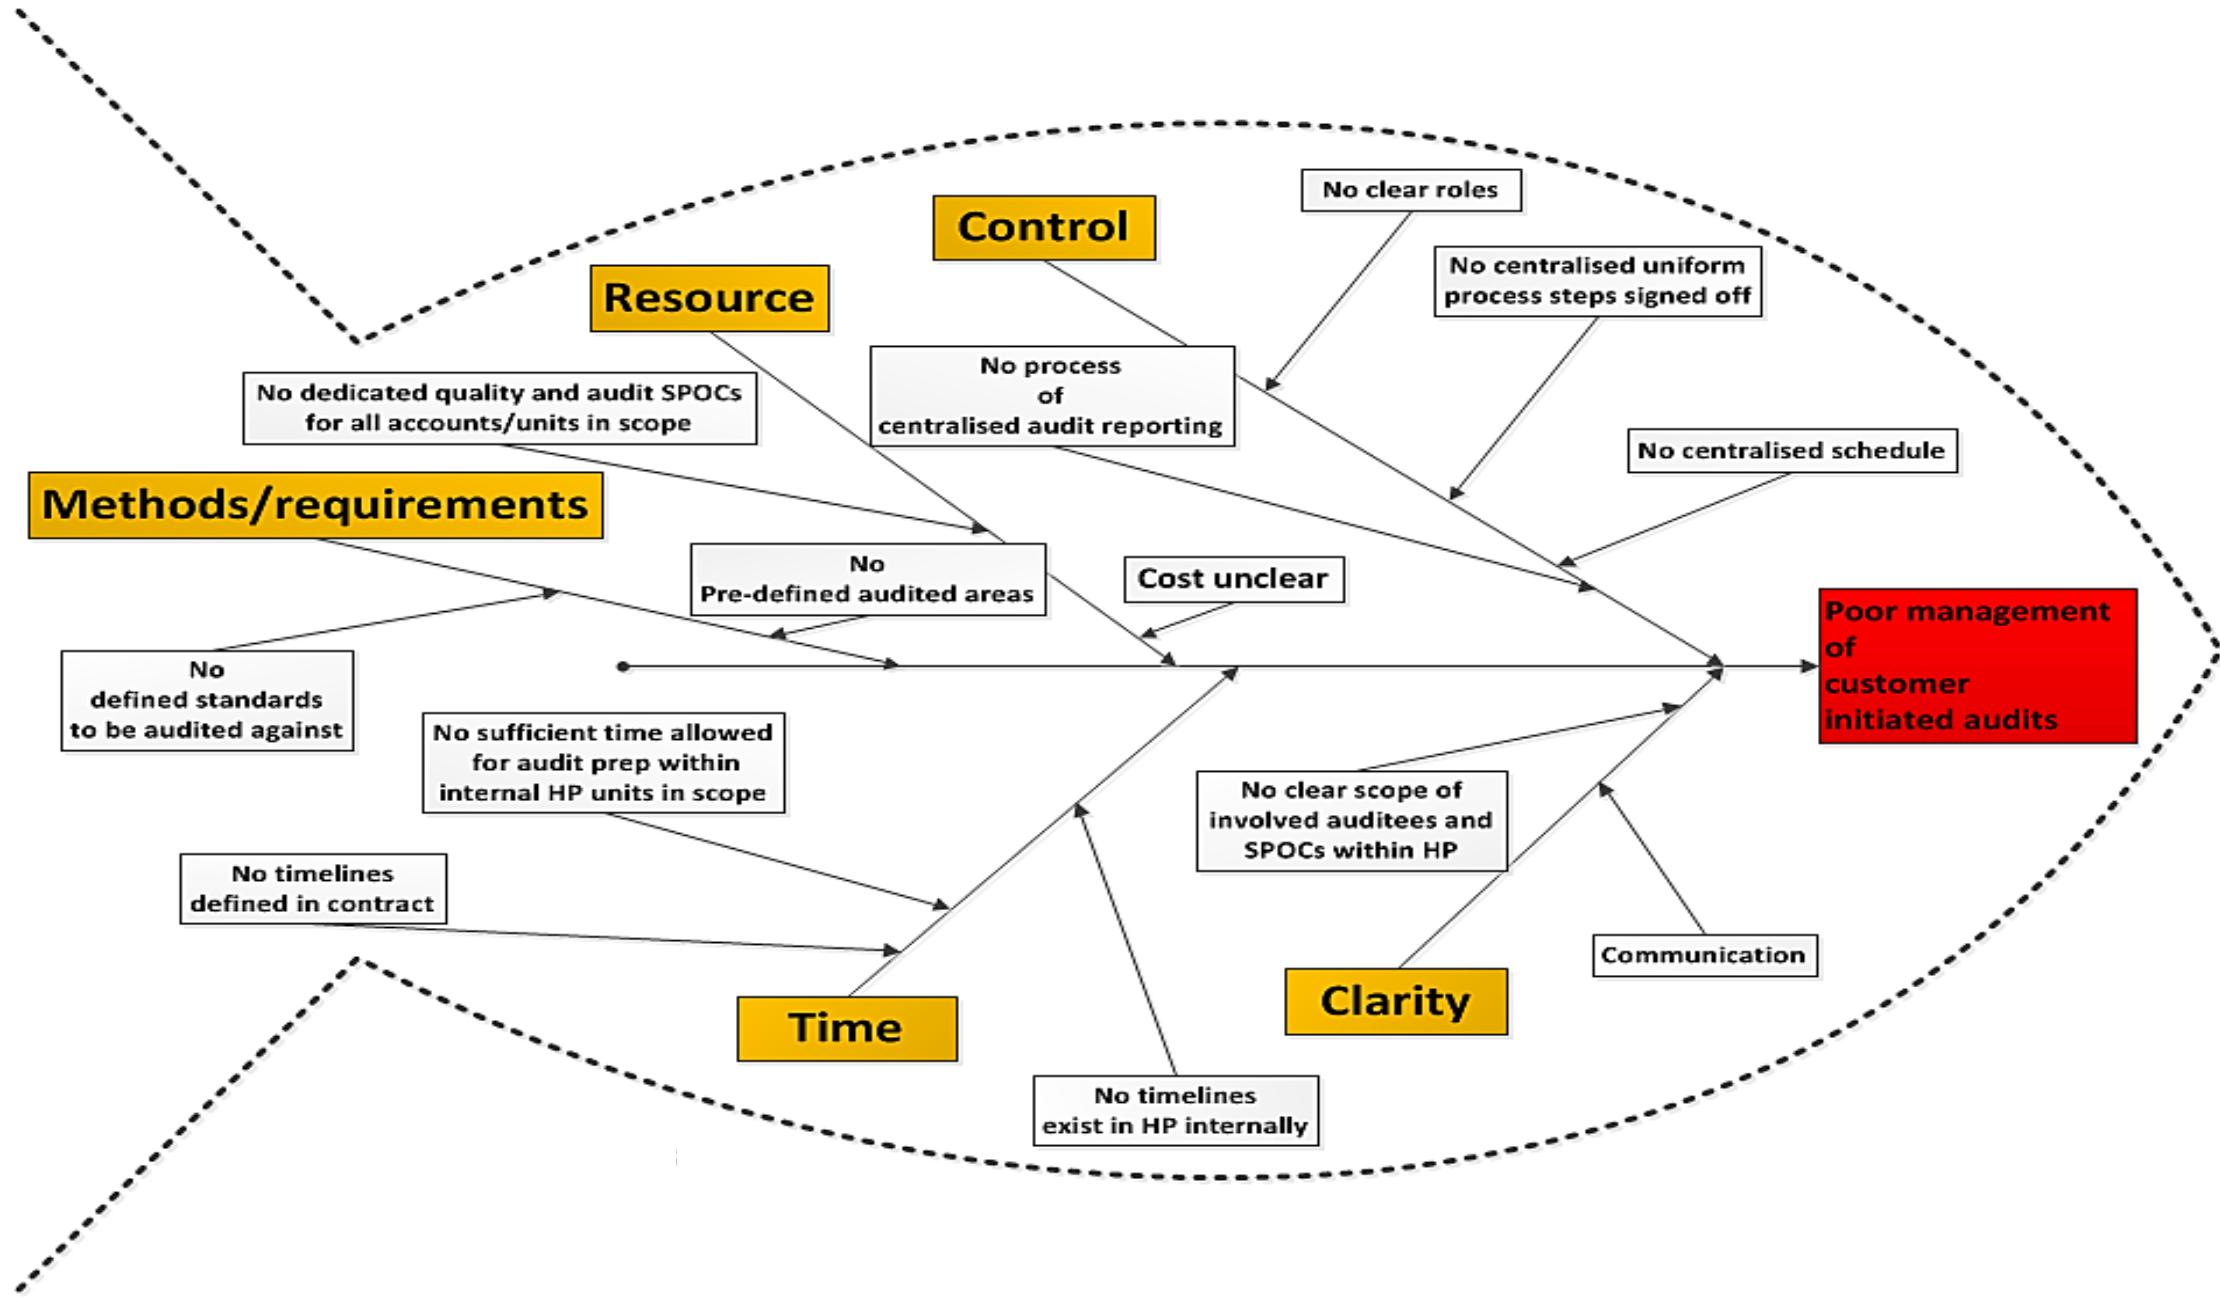 No clear roles
Control
No centralised uniform
process steps signed off
Resource
No process
of
centralised audit reporting
No dedicated quality and audit SPOCs
for all accounts/units in scope
No centralised schedule
Methods/requirements
No
Pre-defined audited areas
Cost unclear
Poor management
of
customer
initiated audits
No
defined standards
to be audited against
No sufficient time allowed
for audit prep within
internal HP units in scope
No clear scope of
involved auditees and
SPOCs within HP
No timelines
defined in contract
Communication
Clarity
Time
No timelines
exist in HP internally